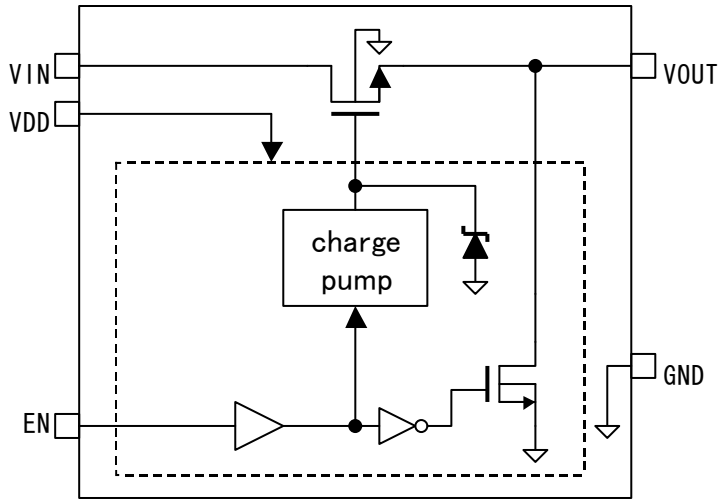 VIN
VOUT
VDD
charge
pump
GND
EN